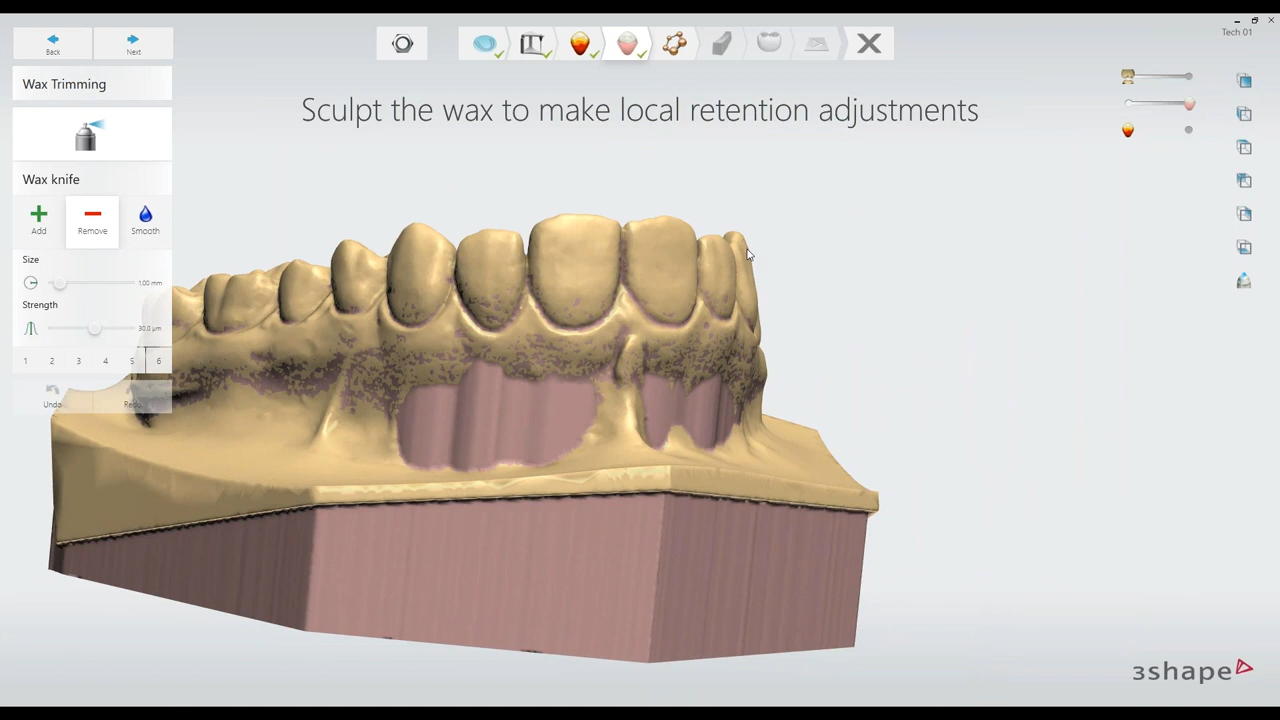 Back
Next
Tech 01
Wax Trimming
Sculpt the wax to make local retention adjustments
Wax knife
Add
Remove
Smooth
Size
1.00 mm
Strength
30.0 µm
1 2 3 4 5 6
Undo
Redo
3shape